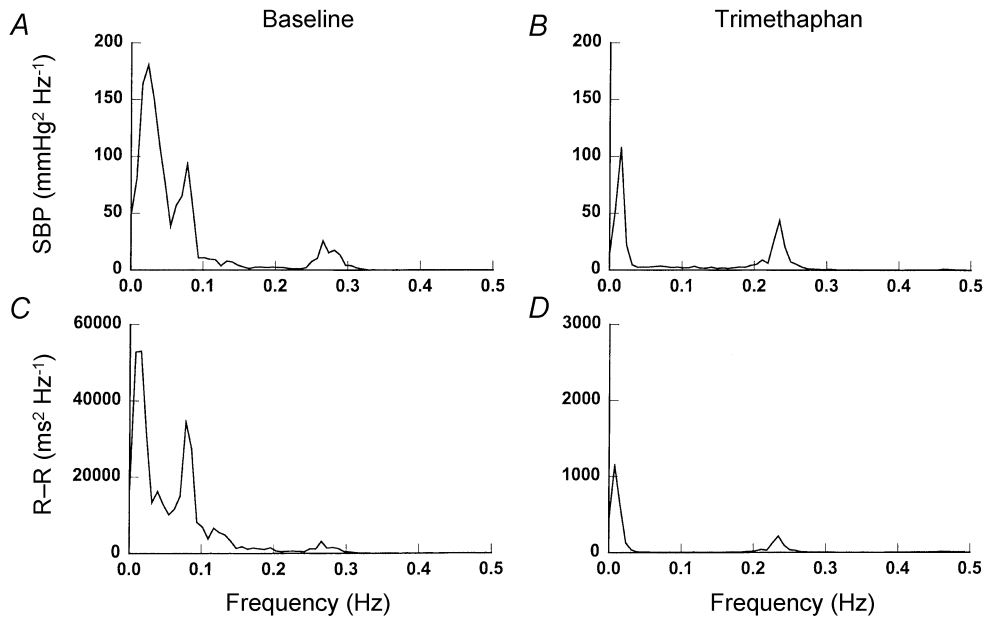 A Baseline B Trimethaphan
SBP (mmHg² Hz⁻¹)
200 200
150 150
100 100
50 50
0 0
0.0 0.1 0.2 0.3 0.4 0.5 0.0 0.1 0.2 0.3 0.4 0.5
C D
R–R (ms² Hz⁻¹)
60000 3000
40000 2000
20000 1000
0 0
0.0 0.1 0.2 0.3 0.4 0.5 0.0 0.1 0.2 0.3 0.4 0.5
Frequency (Hz) Frequency (Hz)